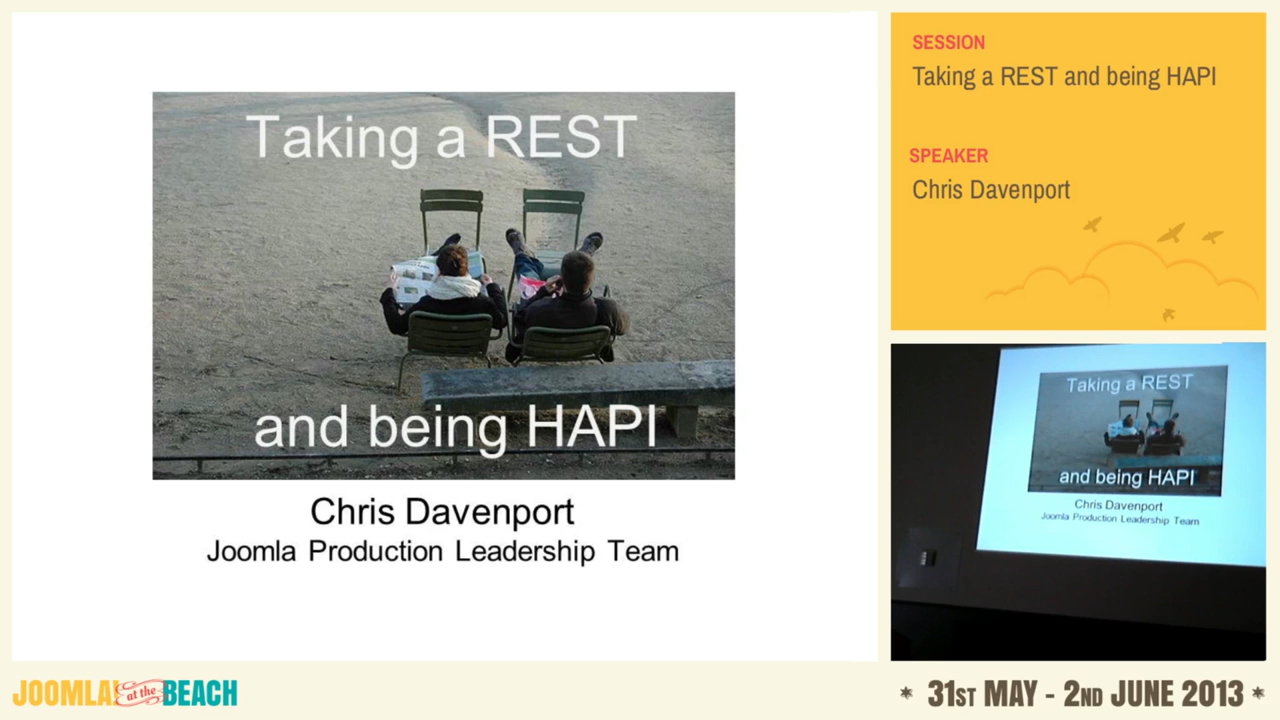 Taking a REST
and being HAPI
Chris Davenport
Joomla Production Leadership Team
SESSION
Taking a REST and being HAPI
SPEAKER
Chris Davenport
Taking a REST
and being HAPI
Chris Davenport
Joomla Production Leadership Team
JOOMLA! at the BEACH
* 31ST MAY - 2ND JUNE 2013 *